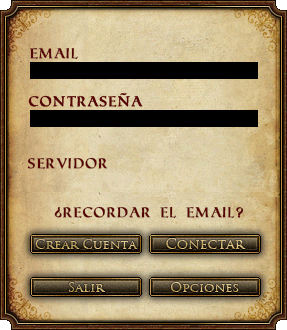 EMAIL
CONTRASEÑA
SERVIDOR
¿RECORDAR EL EMAIL?
CREAR CUENTA CONECTAR
SALIR OPCIONES